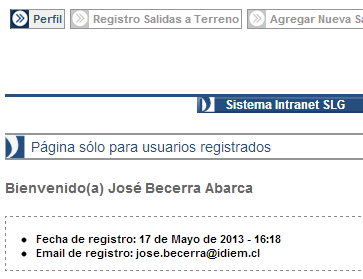 Perfil Registro Salidas a Terreno Agregar Nueva
Sistema Intranet SLG
Página sólo para usuarios registrados
Bienvenido(a) José Becerra Abarca
Fecha de registro: 17 de Mayo de 2013 - 16:18
Email de registro: jose.becerra@idiem.cl